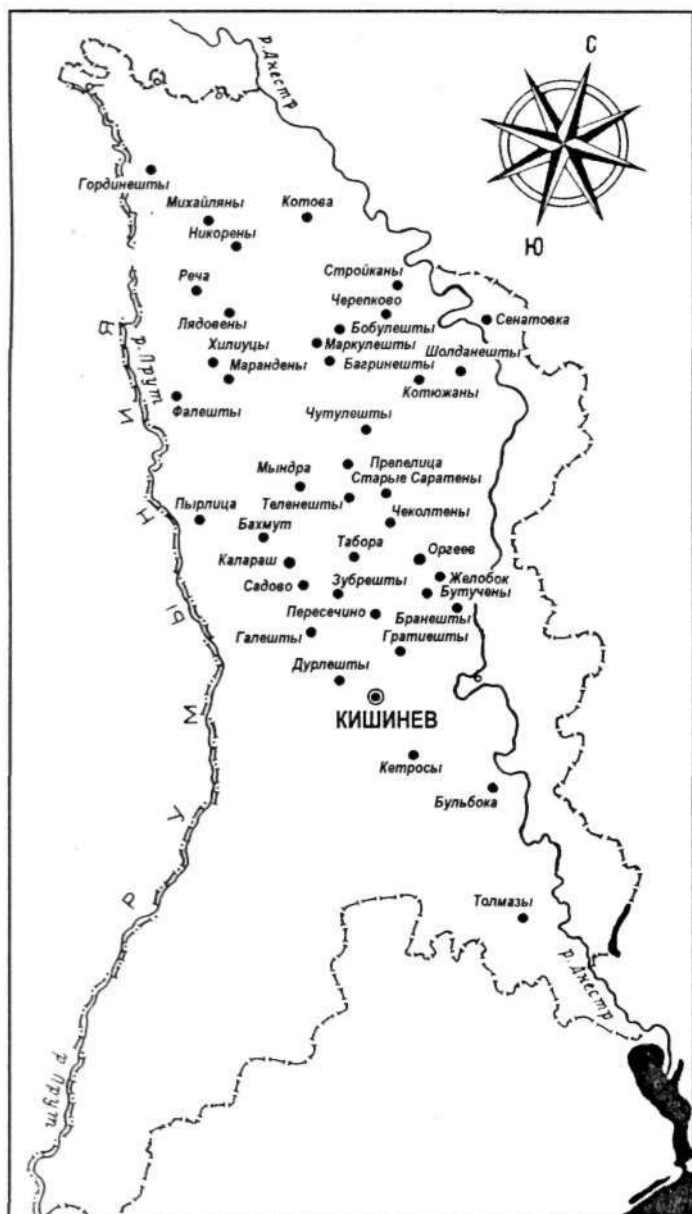 р. Днестр
С
Ю
Гординешты
Михайляны
Котова
Никорены
Реча
Стройканы
Черепково
Сенатовка
Лядовены
Бобулешты
Хилиуцы
Маркулешты
Шолданешты
Марандены
Багринешты
р. Прут
Котюжаны
Фалешты
Чутулешты
Мындра
Препелица
Старые Саратены
Теленешты
Пырлица
Чеколтены
Бахмут
Табора
Оргеев
Калараш
Желобок
Садово
Зубрешты
Бутучены
Пересечино
Бранешты
Галешты
Гратиешты
Дурлешты
КИШИНЕВ
Кетросы
Бульбока
Толмазы
р. Днестр
р. Прут
РУМЫНИЯ